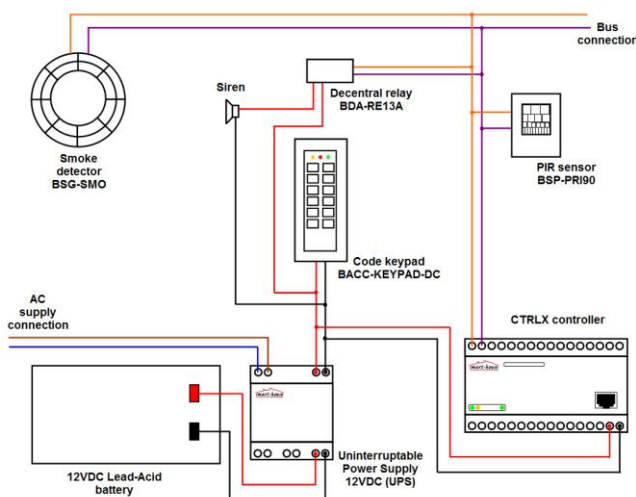 Bus
connection
Siren
Decentral relay
BDA-RE13A
Smoke
detector
BSG-SMO
PIR sensor
BSP-PRI90
Code keypad
BACC-KEYPAD-DC
AC
supply
connection
CTRLX controller
12VDC Lead-Acid
battery
Uninterruptable
Power Supply
12VDC (UPS)